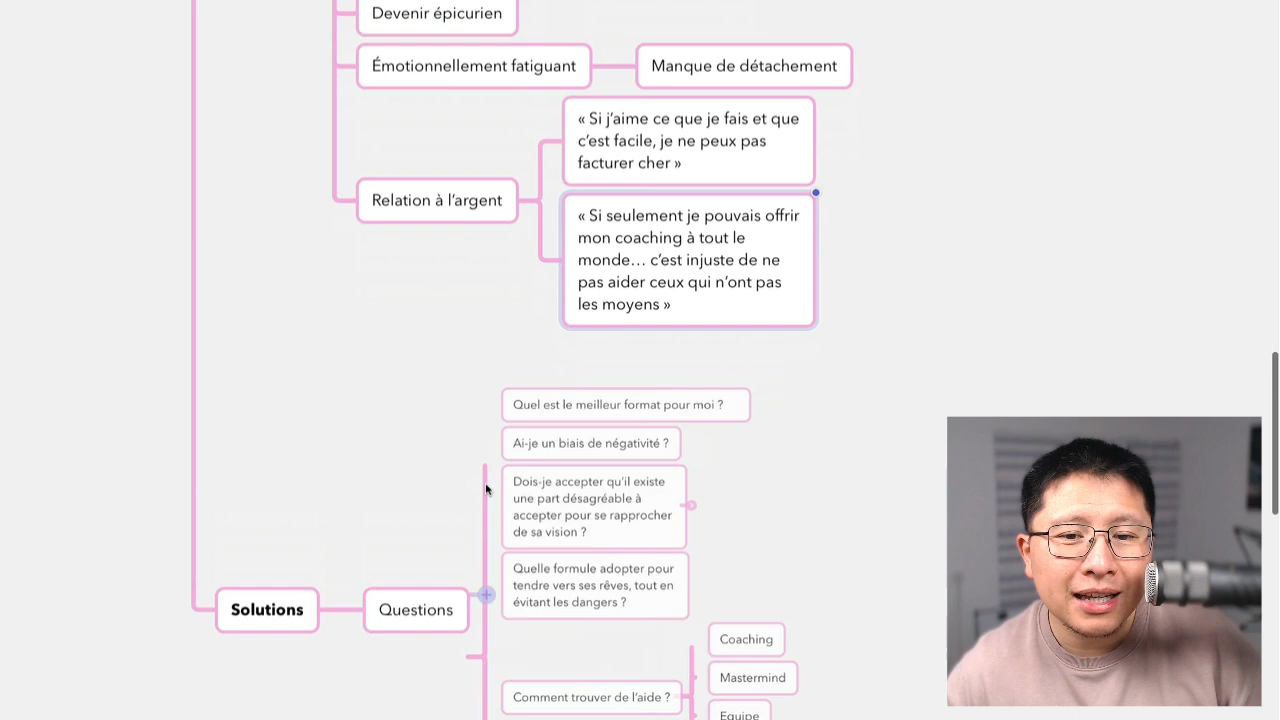 Devenir épicurien
Émotionnellement fatiguant
Manque de détachement
« Si j’aime ce que je fais et que
c’est facile, je ne peux pas
facturer cher »
Relation à l’argent
« Si seulement je pouvais offrir
mon coaching à tout le
monde… c’est injuste de ne
pas aider ceux qui n’ont pas
les moyens »
Quel est le meilleur format pour moi ?
Ai-je un biais de négativité ?
Dois-je accepter qu’il existe
une part désagréable à
accepter pour se rapprocher
de sa vision ?
Quelle formule adopter pour
tendre vers ses rêves, tout en
évitant les dangers ?
Solutions
Questions
Comment trouver de l’aide ?
Coaching
Mastermind
Equipe